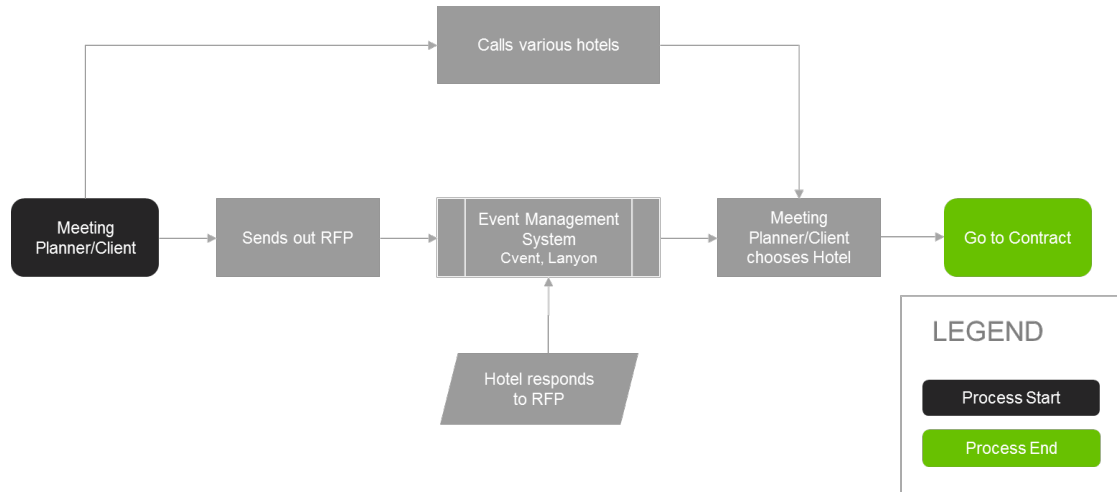 Calls various hotels
Meeting
Planner/Client
Sends out RFP
Event Management
System
Cvent, Lanyon
Meeting
Planner/Client
chooses Hotel
Go to Contract
Hotel responds
to RFP
LEGEND
Process Start
Process End